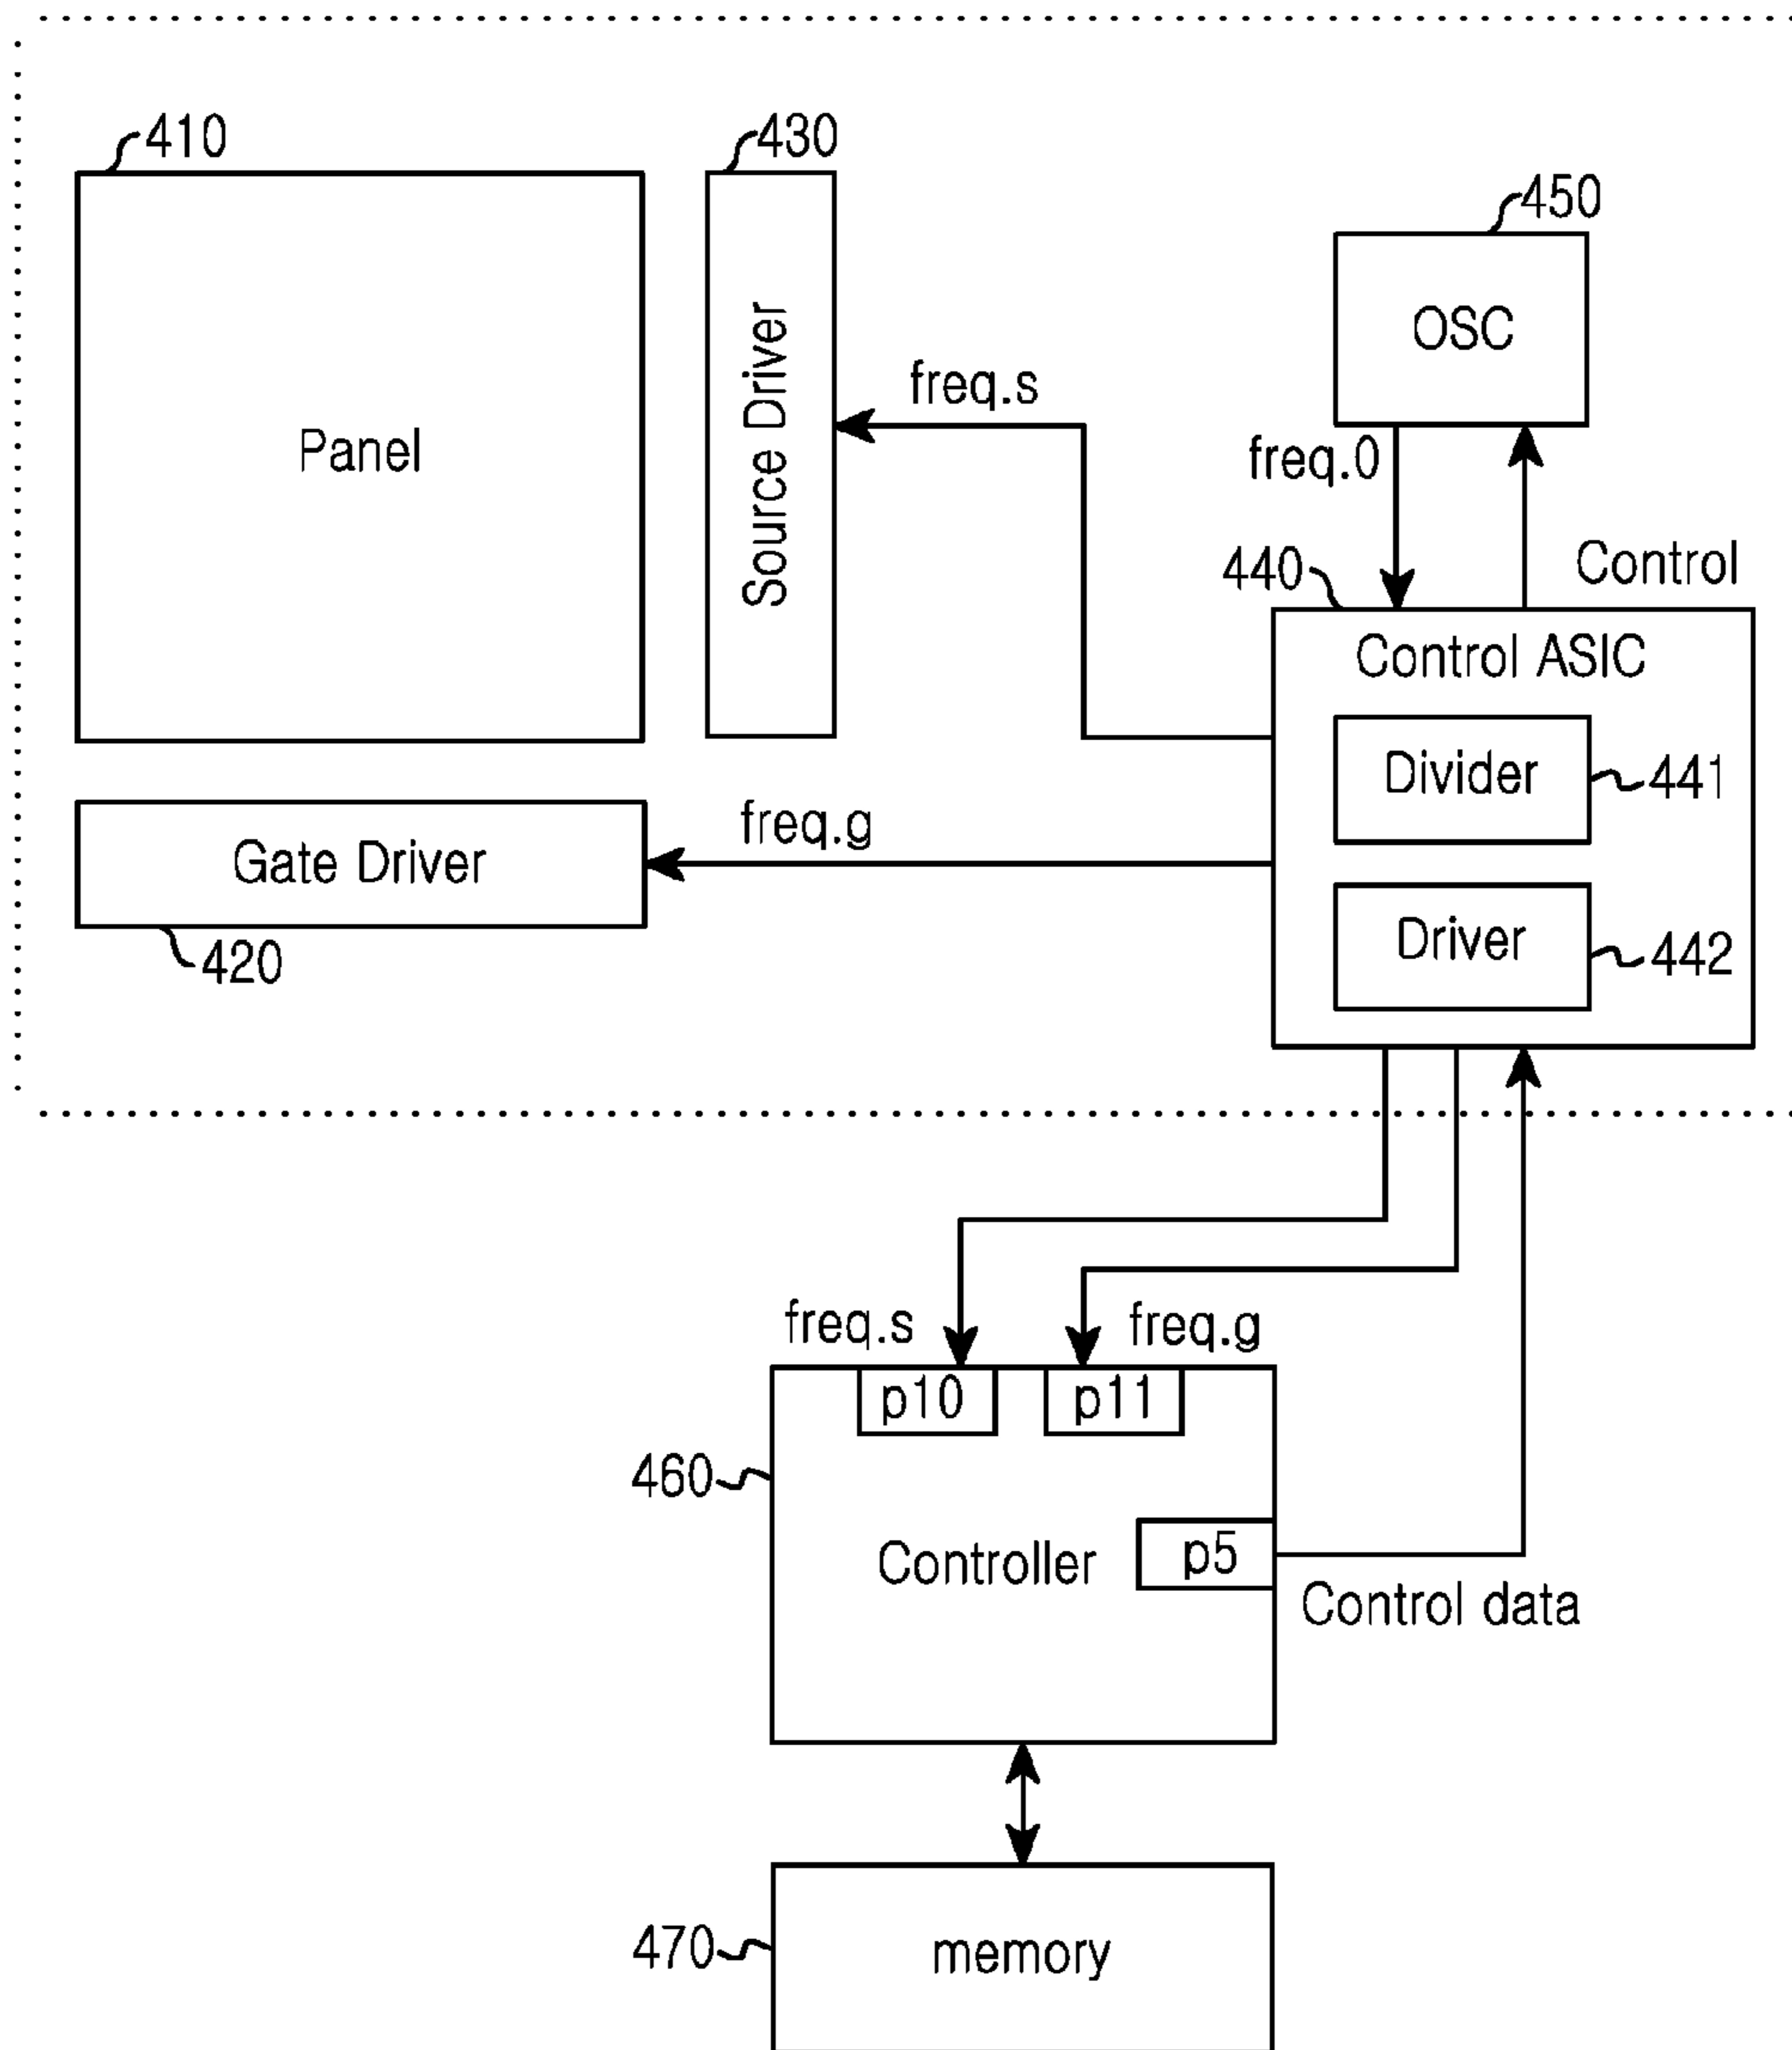 410
430
450
OSC
Panel
Source Driver
freq.s
freq.0
440
Control
Control ASIC
Divider
441
freq.g
Gate Driver
Driver
442
420
freq.s
freq.g
p10
p11
460
Controller
p5
Control data
470
memory